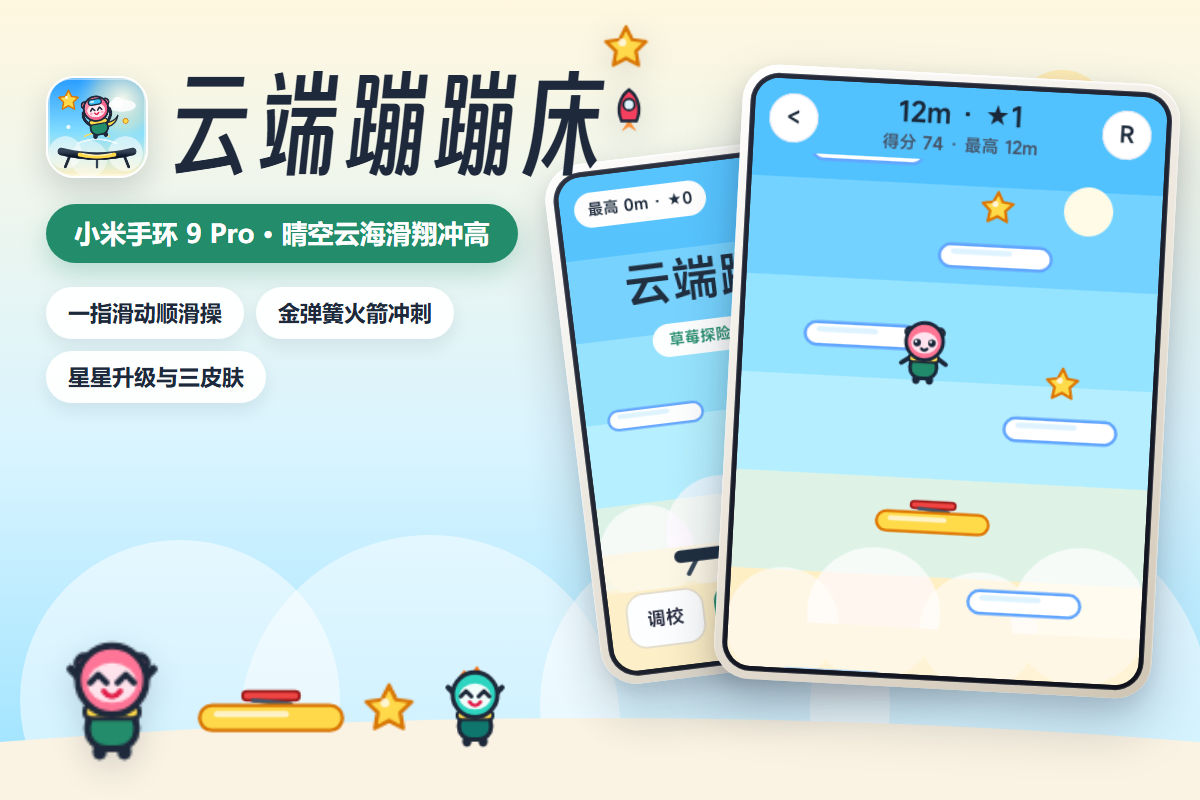 云端蹦蹦床
小米手环 9 Pro • 晴空云海滑翔冲高
一指滑动顺滑操
金弹簧火箭冲刺
星星升级与三皮肤
最高 0m · ★0
云端蹦
草莓探险
调校
<
12m · ★1
得分 74 · 最高 12m
R